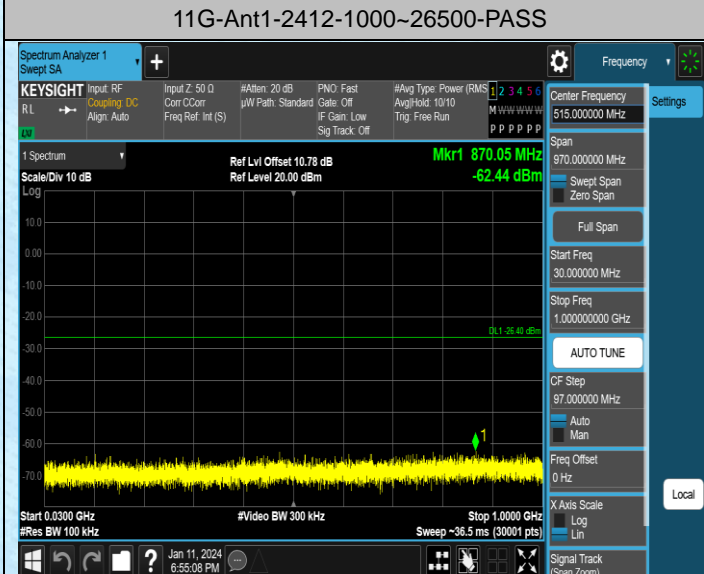 11G-Ant1-2412-1000~26500-PASS
Spectrum Analyzer 1
Swept SA
Frequency
KEYSIGHT
RL
LXI
Input: RF
Coupling: DC
Align: Auto
Input Z: 50 Ω
Corr CCorr
Freq Ref: Int (S)
#Atten: 20 dB
µW Path: Standard
PNO: Fast
Gate: Off
IF Gain: Low
Sig Track: Off
#Avg Type: Power (RMS
Avg|Hold: 10/10
Trig: Free Run
1 2 3 4 5 6
M W W W W W
P P P P P P
Center Frequency
515.000000 MHz
Settings
Span
970.000000 MHz
Swept Span
Zero Span
Full Span
Start Freq
30.000000 MHz
Stop Freq
1.000000000 GHz
AUTO TUNE
CF Step
97.000000 MHz
Auto
Man
Freq Offset
0 Hz
X Axis Scale
Log
Lin
Local
Signal Track
(Span Zoom)
1 Spectrum
Scale/Div 10 dB
Log
Ref Lvl Offset 10.78 dB
Ref Level 20.00 dBm
Mkr1 870.05 MHz
-62.44 dBm
10.0
0.00
-10.0
-20.0
DL1 -26.40 dBm
-30.0
-40.0
-50.0
1
-60.0
-70.0
Start 0.0300 GHz
#Video BW 300 kHz
Stop 1.0000 GHz
#Res BW 100 kHz
Sweep ~36.5 ms (30001 pts)
?
Jan 11, 2024
6:55:08 PM